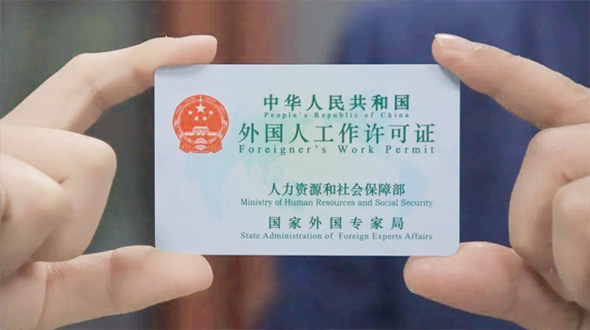 中华人民共和国
People's Republic of China
外国人工作许可证
Foreigner's Work Permit
人力资源和社会保障部
Ministry of Human Resources and Social Security
国家外国专家局
State Administration of Foreign Experts Affairs